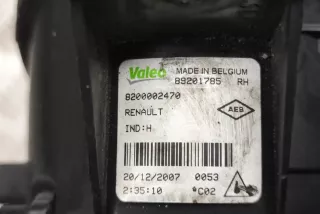 Valeo MADE IN BELGIUM
89201785 RH
8200002470
RENAULT AEB
IND:H
20/12/2007 0053
2:35:10 *C02